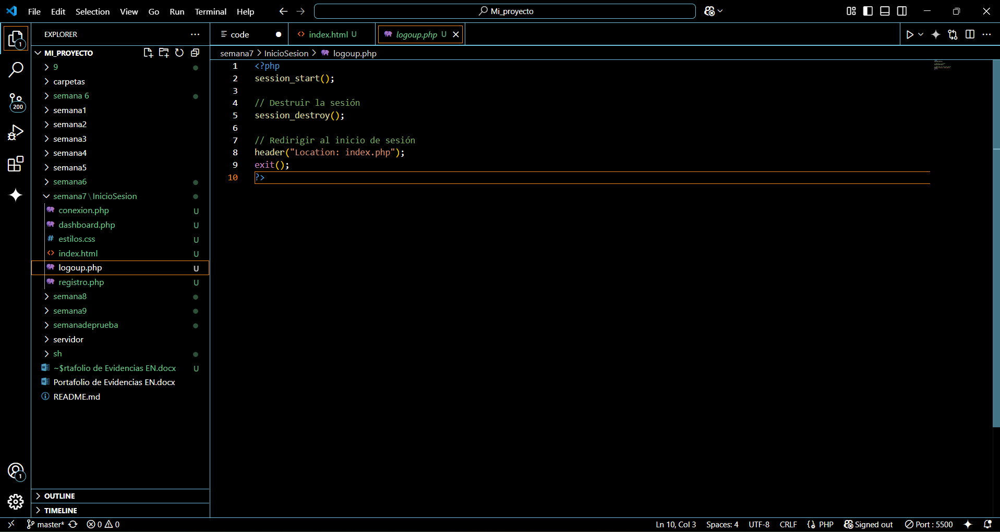 File Edit Selection View Go Run Terminal Help Mi_proyecto
EXPLORER
code
index.html U
logoup.php U
MI_PROYECTO
semana7 > InicioSesion > logoup.php
9
carpetas
semana 6
semana1
semana2
semana3
semana4
semana5
semana6
semana7\InicioSesion
conexion.php U
dashboard.php U
# estilos.css U
<> index.html U
logoup.php U
registro.php U
semana8
semana9
semanadeprueba
servidor
sh
~$rtafolio de Evidencias EN.docx U
Portafolio de Evidencias EN.docx
README.md
OUTLINE
TIMELINE
1
200
1
1 <?php
2 session_start();
3
4 // Destruir la sesión
5 session_destroy();
6
7 // Redirigir al inicio de sesión
8 header("Location: index.php");
9 exit();
10 ?>
master* 0 0 Ln 10, Col 3 Spaces: 4 UTF-8 CRLF PHP Signed out Port : 5500